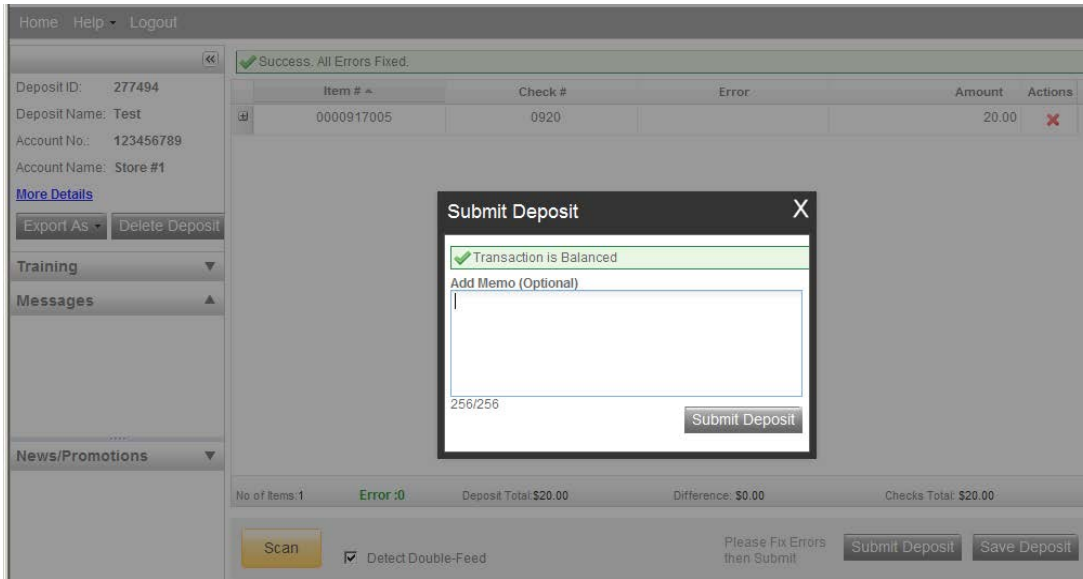 Home Help Logout
Success. All Errors Fixed.
Deposit ID: 277494
Deposit Name: Test
Account No.: 123456789
Account Name: Store #1
More Details
Export As Delete Deposit
Training
Messages
News/Promotions
Item # Check # Error Amount Actions
0000917005 0920 20.00
Submit Deposit X
Transaction is Balanced
Add Memo (Optional)
256/256
Submit Deposit
No of Items:1 Error :0 Deposit Total:$20.00 Difference: $0.00 Checks Total: $20.00
Scan Detect Double-Feed
Please Fix Errors
then Submit
Submit Deposit Save Deposit